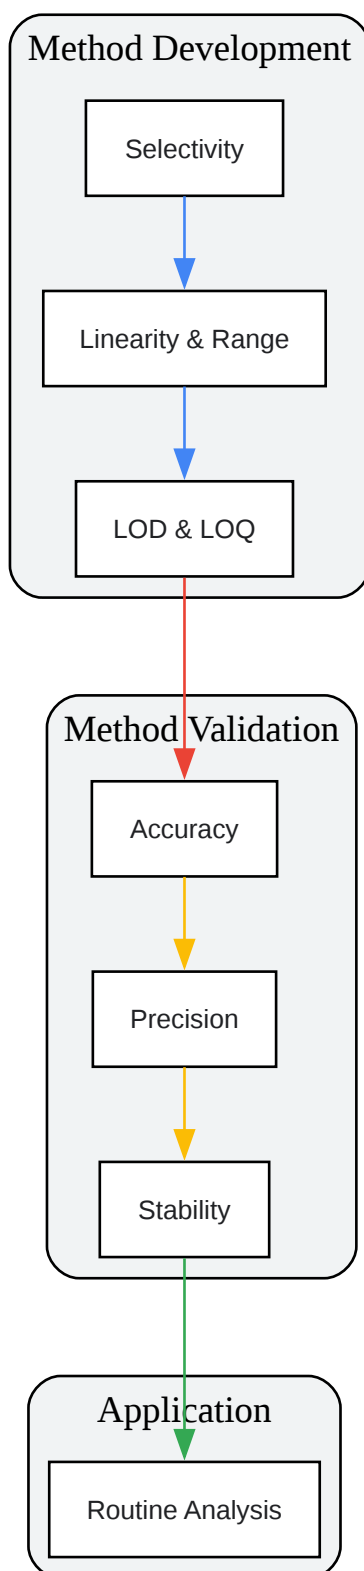 Method Development
Selectivity
Linearity & Range
LOD & LOQ
Method Validation
Accuracy
Precision
Stability
Application
Routine Analysis